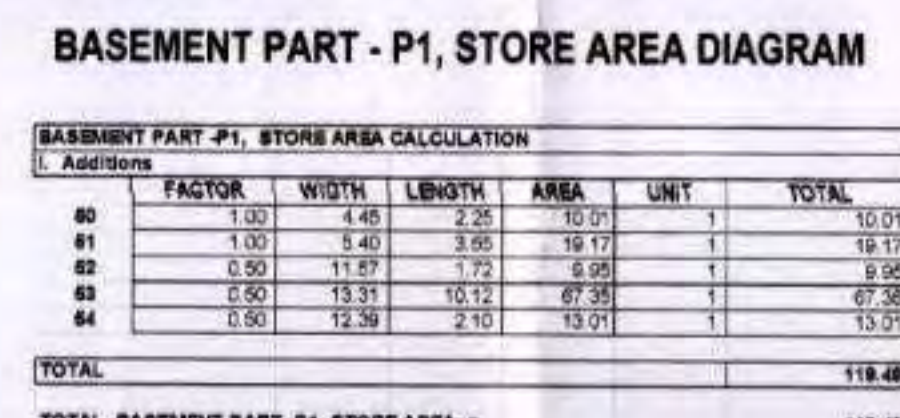 BASEMENT PART - P1, STORE AREA DIAGRAM
BASEMENT PART -P1, STORE AREA CALCULATION
I. Additions
FACTOR WIDTH LENGTH AREA UNIT TOTAL
60 1.00 4.45 2.25 10.01 1 10.01
61 1.00 5.40 3.55 19.17 1 19.17
62 0.50 11.57 1.72 9.95 1 9.95
63 0.50 13.31 10.12 67.35 1 67.35
64 0.50 12.39 2.10 13.01 1 13.01
TOTAL 119.49